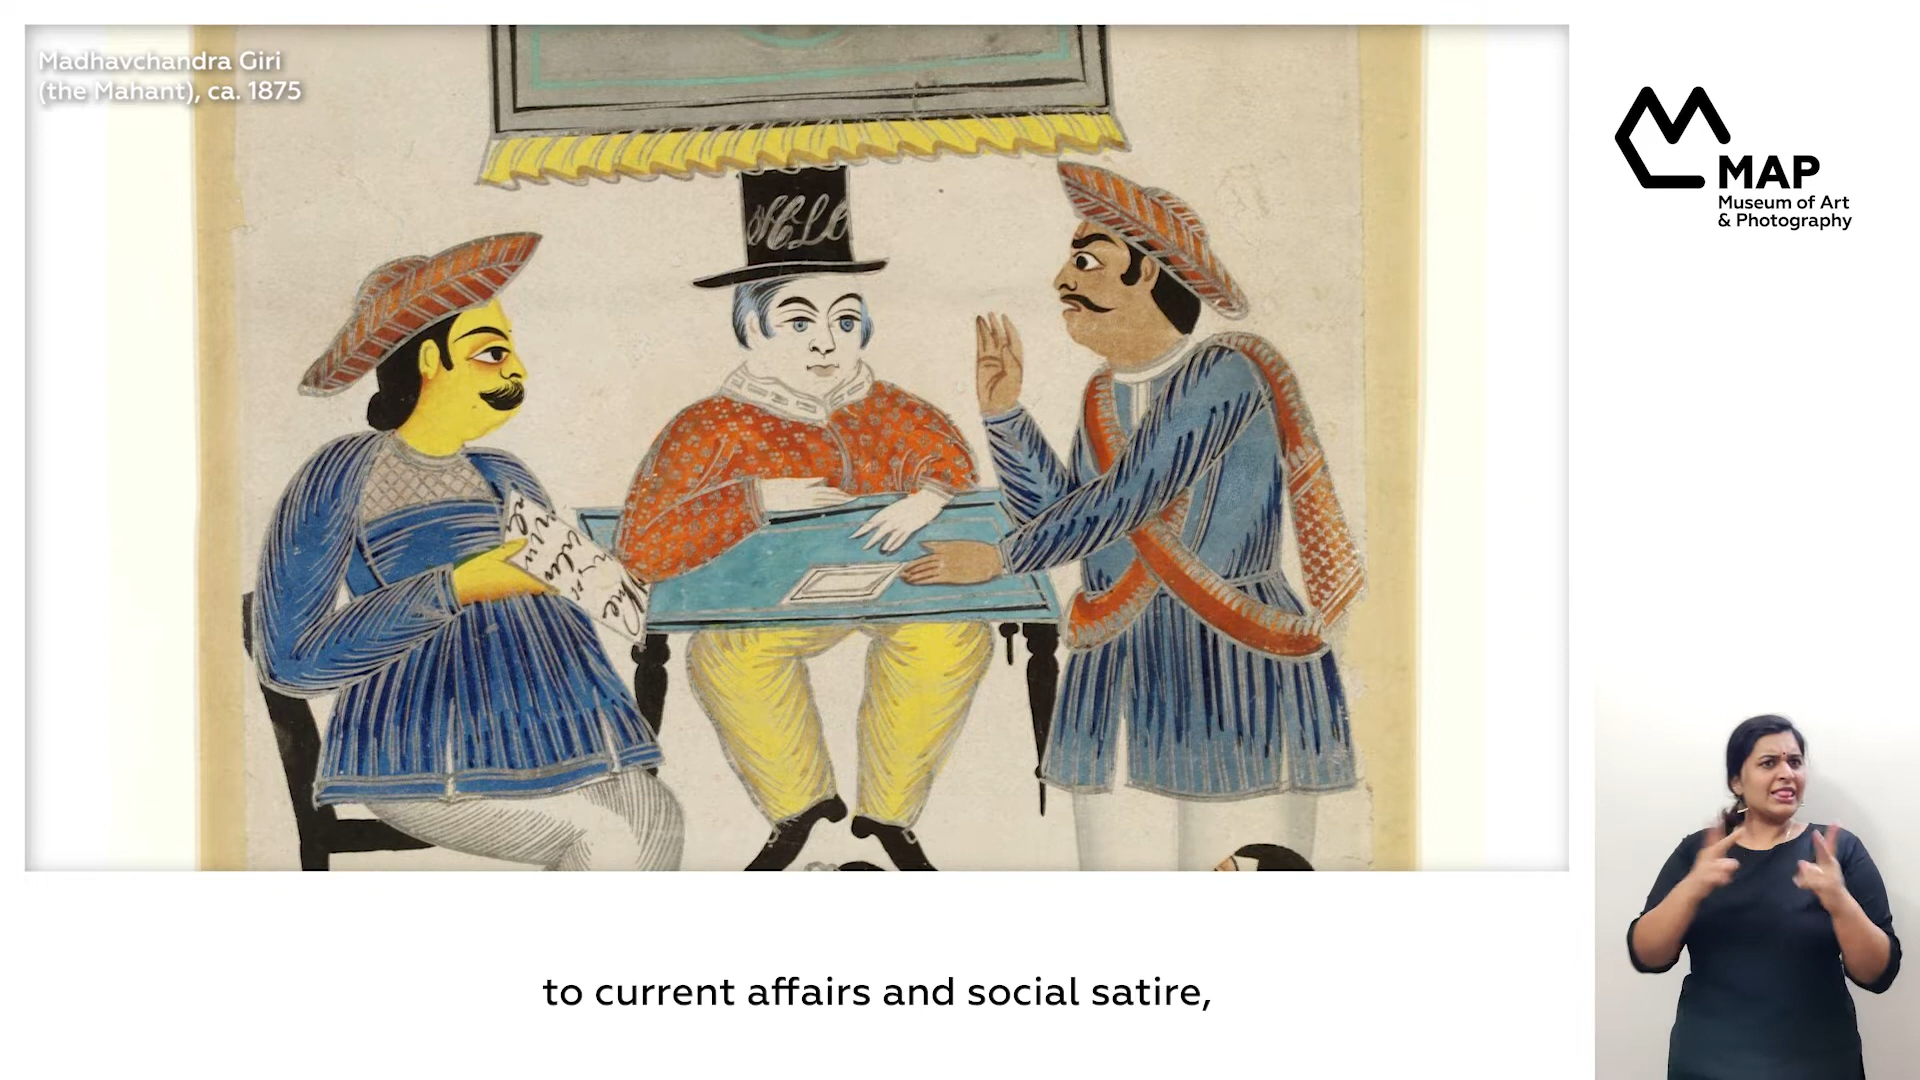 Madhavchandra Giri
(the Mahant), ca. 1875
MAP
Museum of Art
& Photography
to current affairs and social satire,